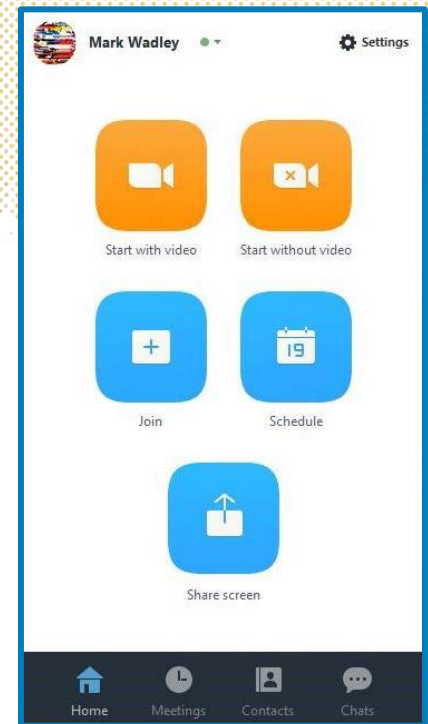 Mark Wadley
Settings
Start with video
Start without video
19
Join
Schedule
Share screen
Home
Meetings
Contacts
Chats